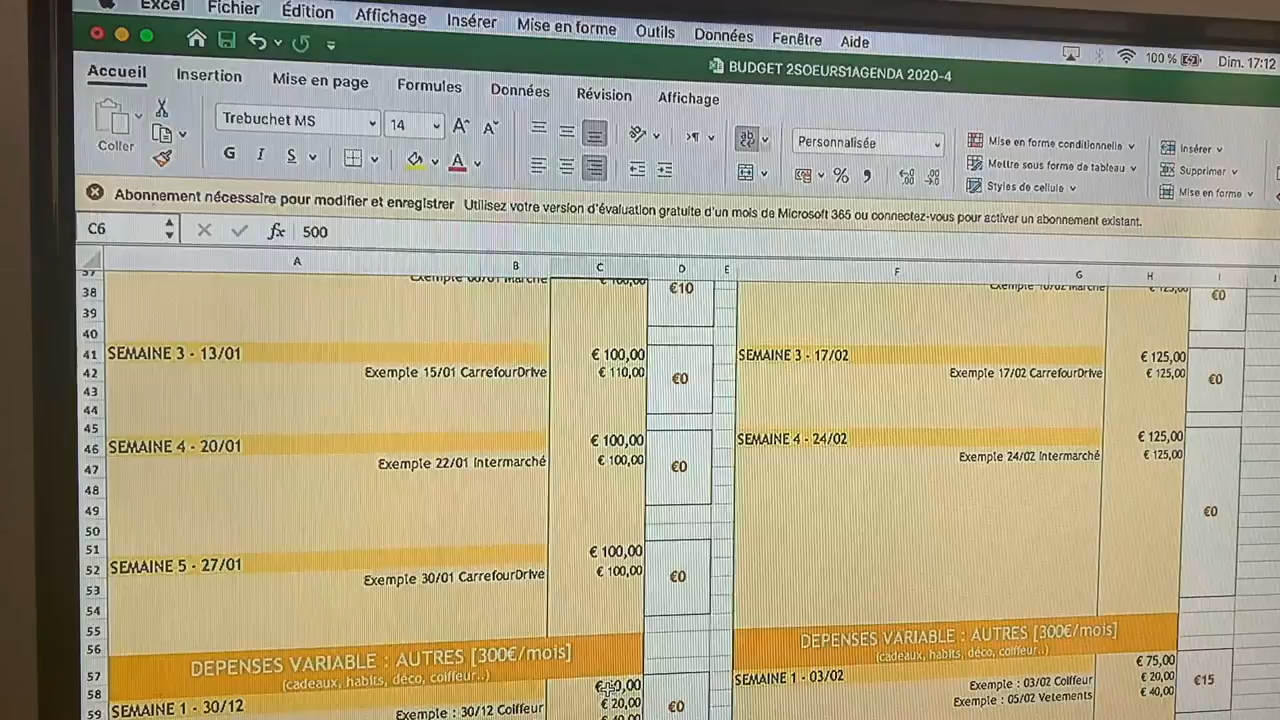 Excel Fichier Édition Affichage Insérer Mise en forme Outils Données Fenêtre Aide
100 % Dim. 17:12
BUDGET 2SOEURS1AGENDA 2020-4
Accueil Insertion Mise en page Formules Données Révision Affichage
Coller
Trebuchet MS 14
G I S A
Personnalisée
%
Mise en forme conditionnelle
Mettre sous forme de tableau
Styles de cellule
Insérer
Supprimer
Mise en forme
Abonnement nécessaire pour modifier et enregistrer Utilisez votre version d'évaluation gratuite d'un mois de Microsoft 365 ou connectez-vous pour activer un abonnement existant.
C6 fx 500
A B C D E F G H I
37
38 €10 €0
39
40
41 SEMAINE 3 - 13/01 € 100,00 SEMAINE 3 - 17/02 € 125,00
42 Exemple 15/01 CarrefourDrive € 110,00 €0 Exemple 17/02 CarrefourDrive € 125,00 €0
43
44
45
46 SEMAINE 4 - 20/01 € 100,00 SEMAINE 4 - 24/02 € 125,00
47 Exemple 22/01 Intermarché € 100,00 €0 Exemple 24/02 Intermarché € 125,00
48
49 €0
50
51
52 SEMAINE 5 - 27/01 € 100,00
53 Exemple 30/01 CarrefourDrive € 100,00 €0
54
55
56 DEPENSES VARIABLE : AUTRES [300€/mois] DEPENSES VARIABLE : AUTRES [300€/mois]
57 (cadeaux, habits, déco, coiffeur..) (cadeaux, habits, déco, coiffeur..)
58 SEMAINE 1 - 03/02 € 75,00
59 SEMAINE 1 - 30/12 Exemple : 03/02 Coiffeur € 20,00 €15
Exemple : 30/12 Coiffeur € 20,00 €0 Exemple : 05/02 Vetements € 40,00